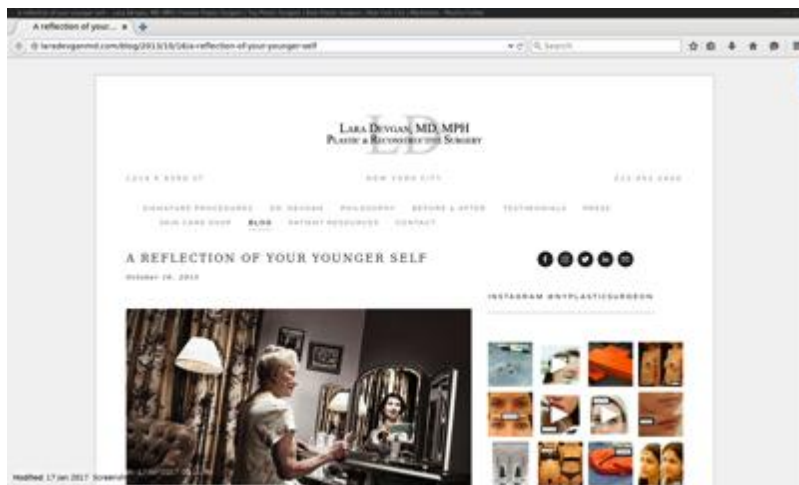 A reflection of your...
laradevganmd.com/blog/2013/10/16/a-reflection-of-your-younger-self
Search
LD
LARA DEVGAN, MD, MPH
PLASTIC & RECONSTRUCTIVE SURGERY
NEW YORK CITY
SIGNATURE PROCEDURES DR. DEVGAN PHILOSOPHY BEFORE & AFTER TESTIMONIALS PRESS
SKIN CARE SHOP BLOG PATIENT RESOURCES CONTACT
A REFLECTION OF YOUR YOUNGER SELF
October 16, 2013
INSTAGRAM @NYPLASTICSURGEON
Modified: 17 Jan 2017